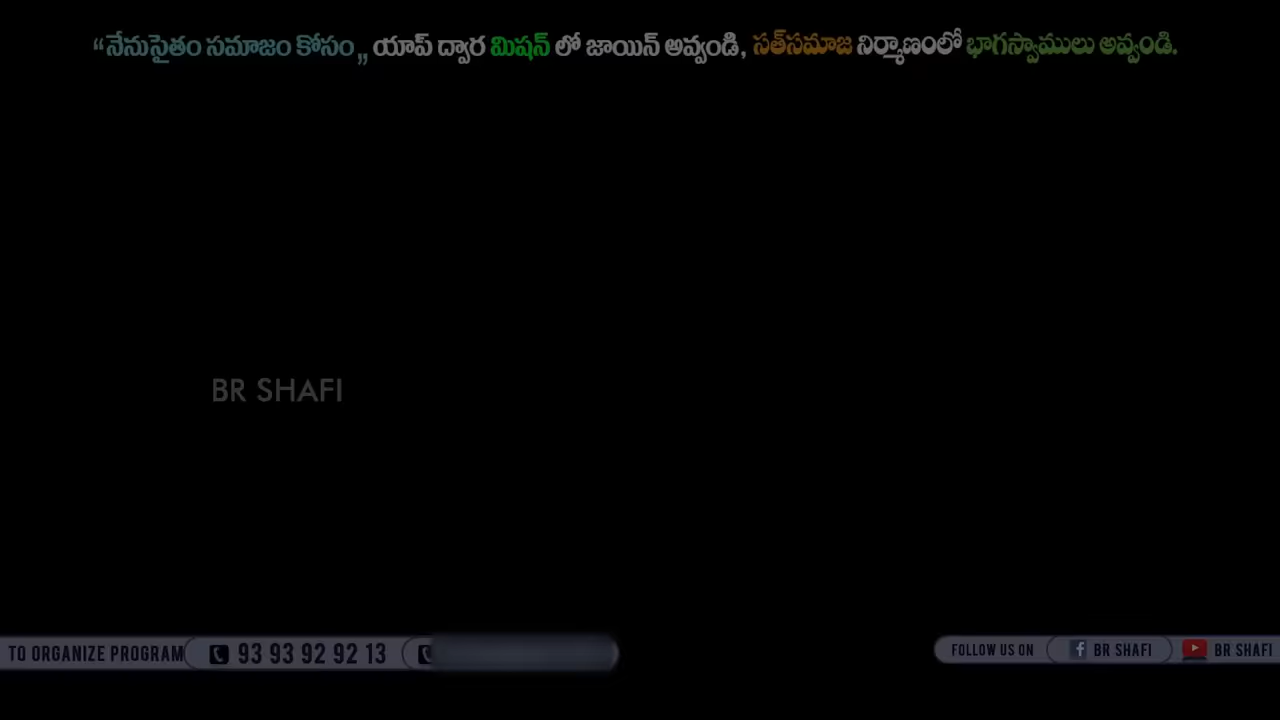 “నేనుసైతం సమాజం కోసం„ యాప్ ద్వార మిషన్ లో జాయిన్ అవ్వండి, సత్‌సమాజ నిర్మాణంలో భాగస్వాములు అవ్వండి.
BR SHAFI
TO ORGANIZE PROGRAM 93 93 92 92 13
FOLLOW US ON BR SHAFI BR SHAFI